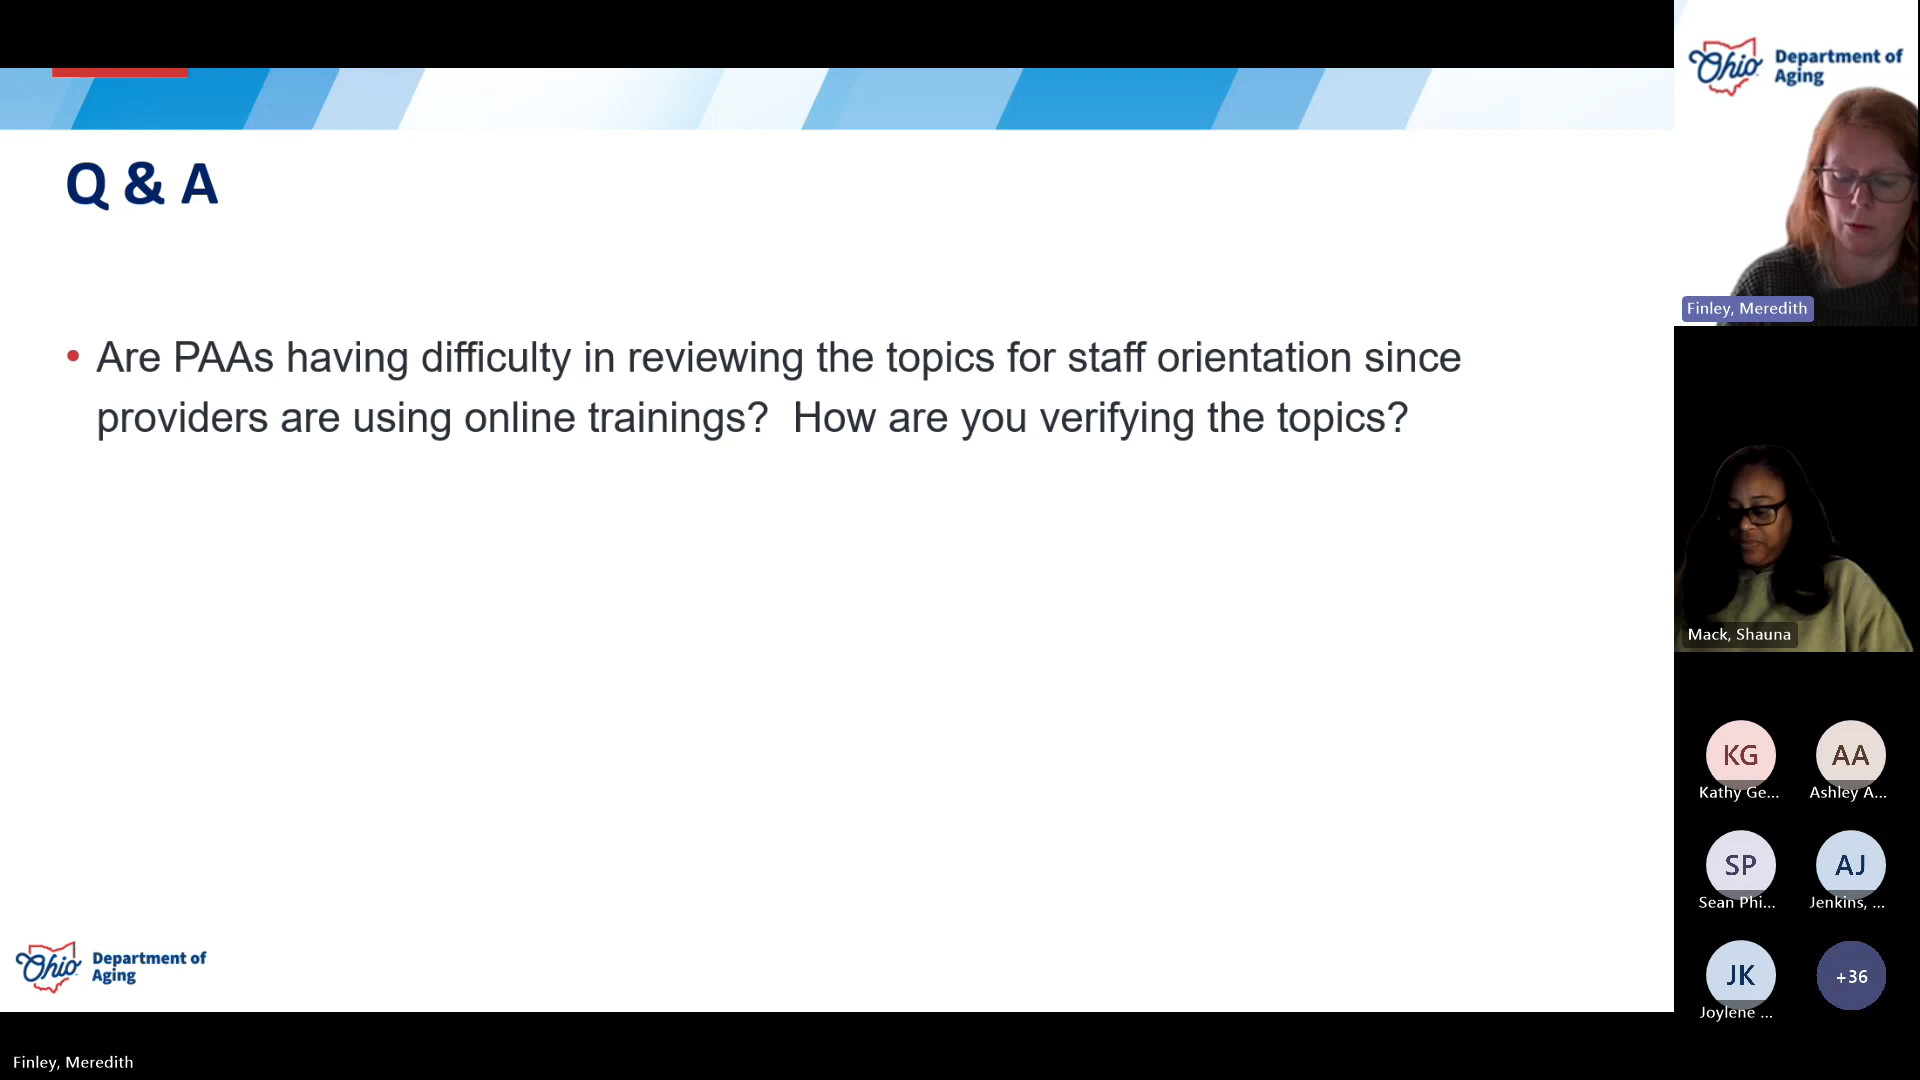 Q & A
• Are PAAs having difficulty in reviewing the topics for staff orientation since
providers are using online trainings?  How are you verifying the topics?
Ohio
Department of
Aging
Finley, Meredith
Ohio
Department of
Aging
Finley, Meredith
Mack, Shauna
KG
Kathy Ge...
AA
Ashley A...
SP
Sean Phi...
AJ
Jenkins, ...
JK
Joylene ...
+36